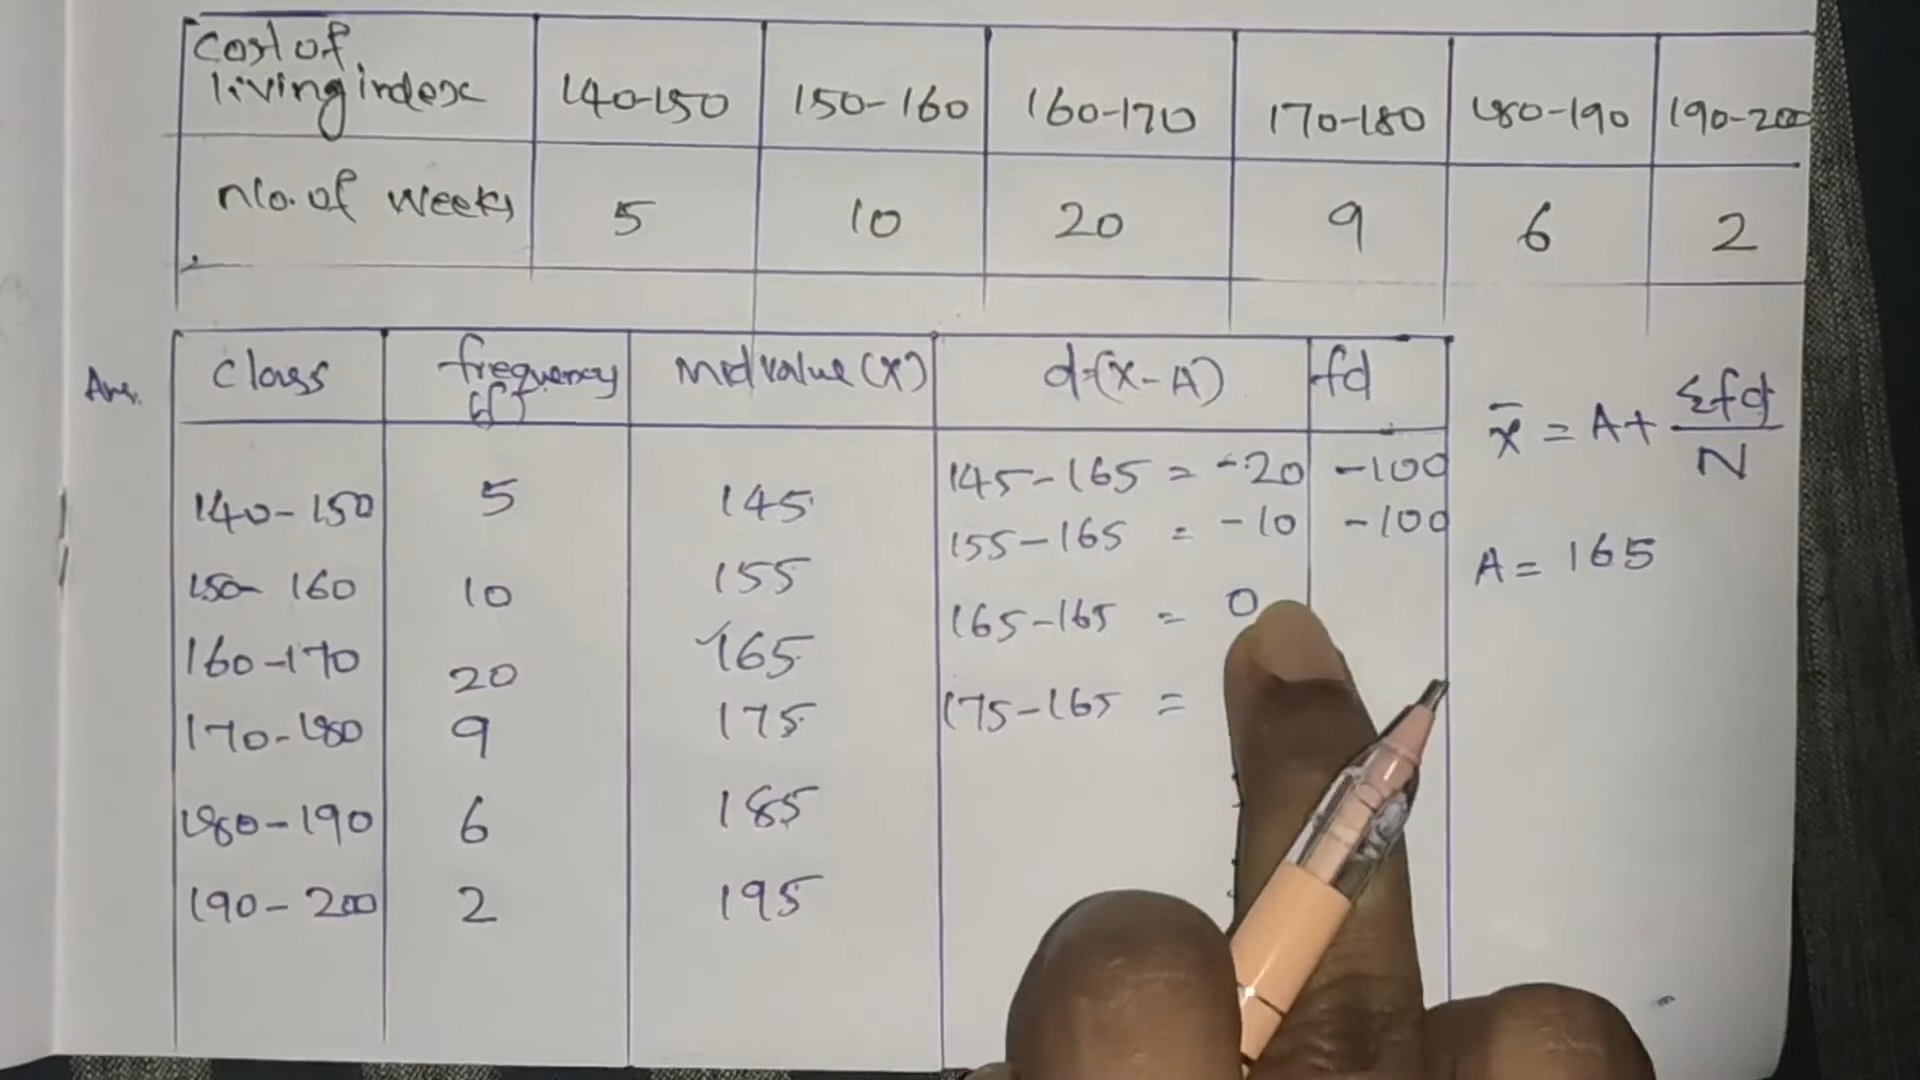 Cost of living index 140-150 150-160 160-170 170-180 180-190 190-200
No. of weeks 5 10 20 9 6 2
Ans.
class frequency (f) midvalue (x) d=(x-A) fd
140-150 5 145 145-165 = -20 -100
150-160 10 155 155-165 = -10 -100
160-170 20 165 165-165 = 0
170-180 9 175 175-165 =
180-190 6 185
190-200 2 195
x̄ = A+ Σfd/N
A = 165